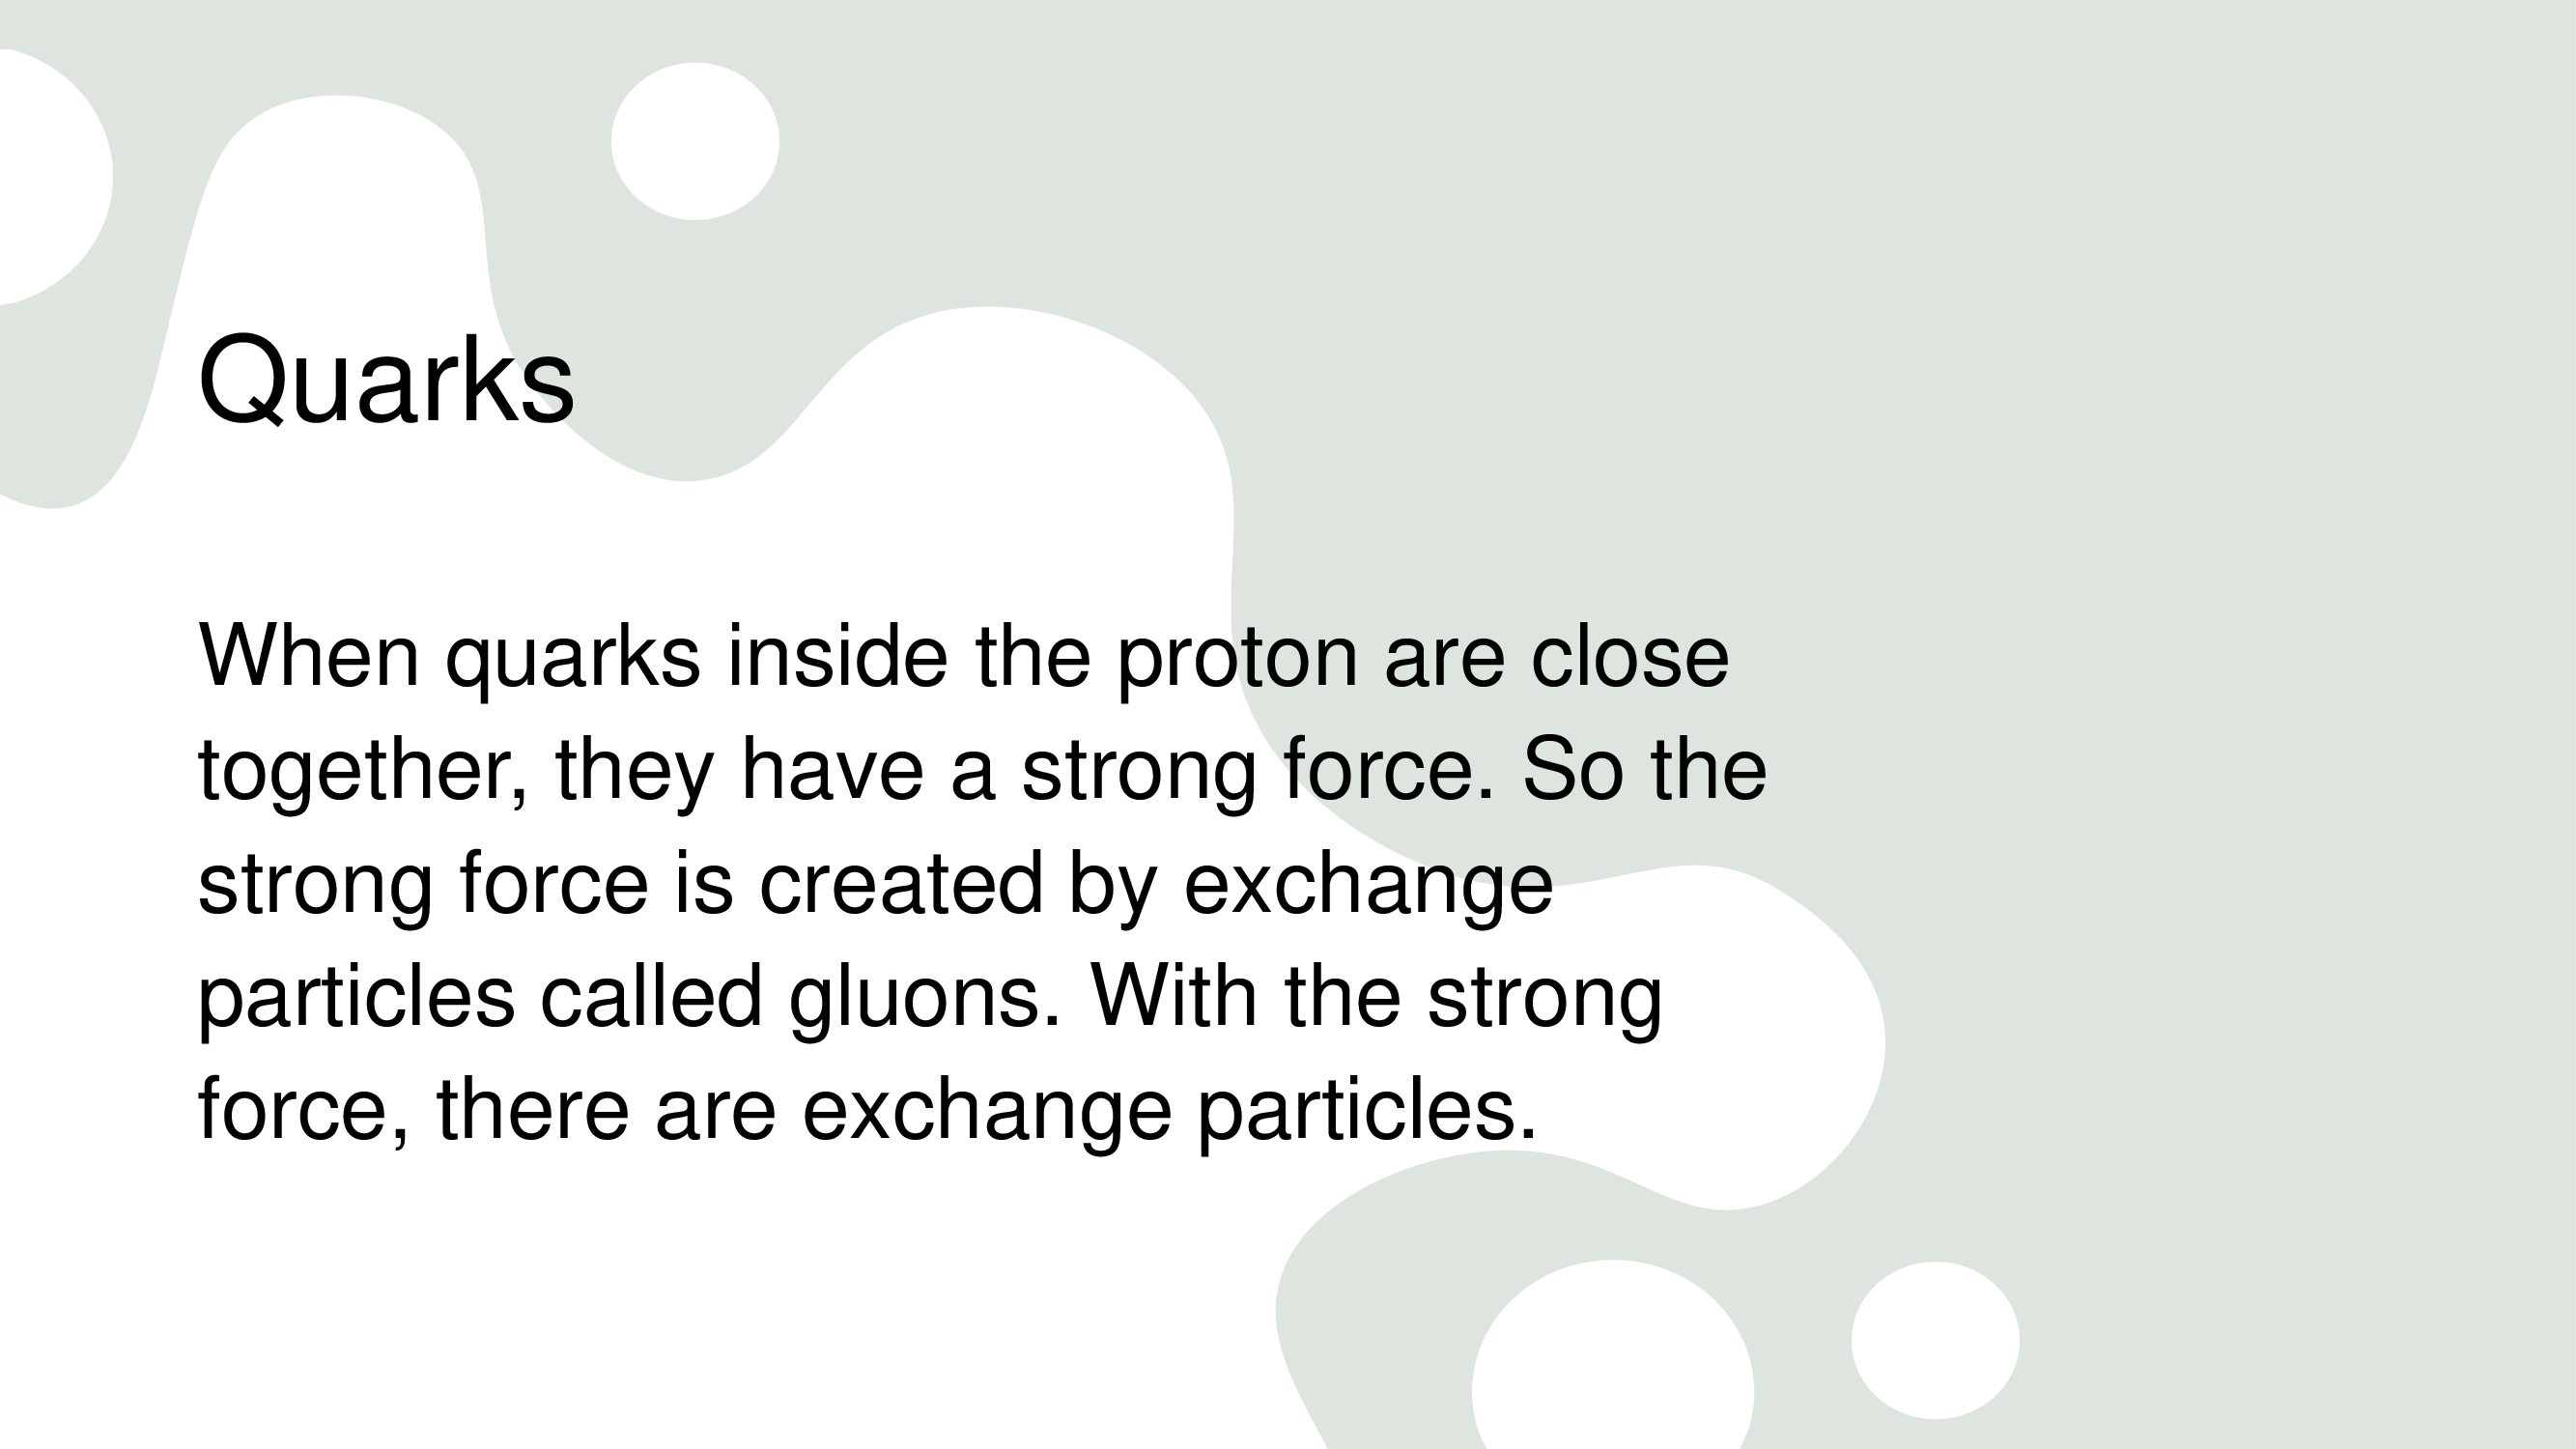 Quarks
When quarks inside the proton are close
together, they have a strong force. So the
strong force is created by exchange
particles called gluons. With the strong
force, there are exchange particles.